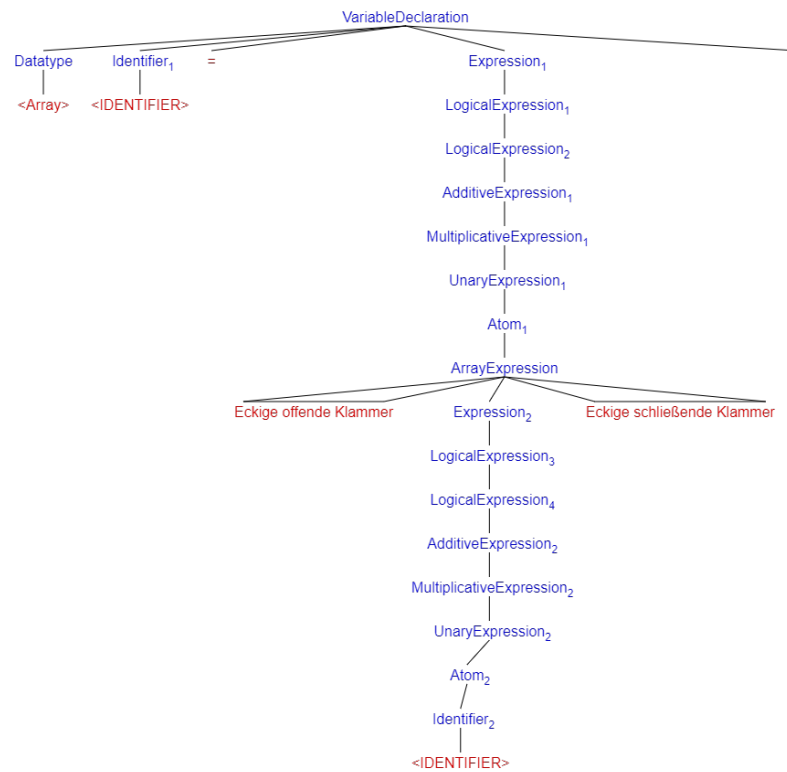 VariableDeclaration
Datatype Identifier₁ = Expression₁
<Array> <IDENTIFIER> LogicalExpression₁
LogicalExpression₂
AdditiveExpression₁
MultiplicativeExpression₁
UnaryExpression₁
Atom₁
ArrayExpression
Eckige offende Klammer Expression₂ Eckige schließende Klammer
LogicalExpression₃
LogicalExpression₄
AdditiveExpression₂
MultiplicativeExpression₂
UnaryExpression₂
Atom₂
Identifier₂
<IDENTIFIER>